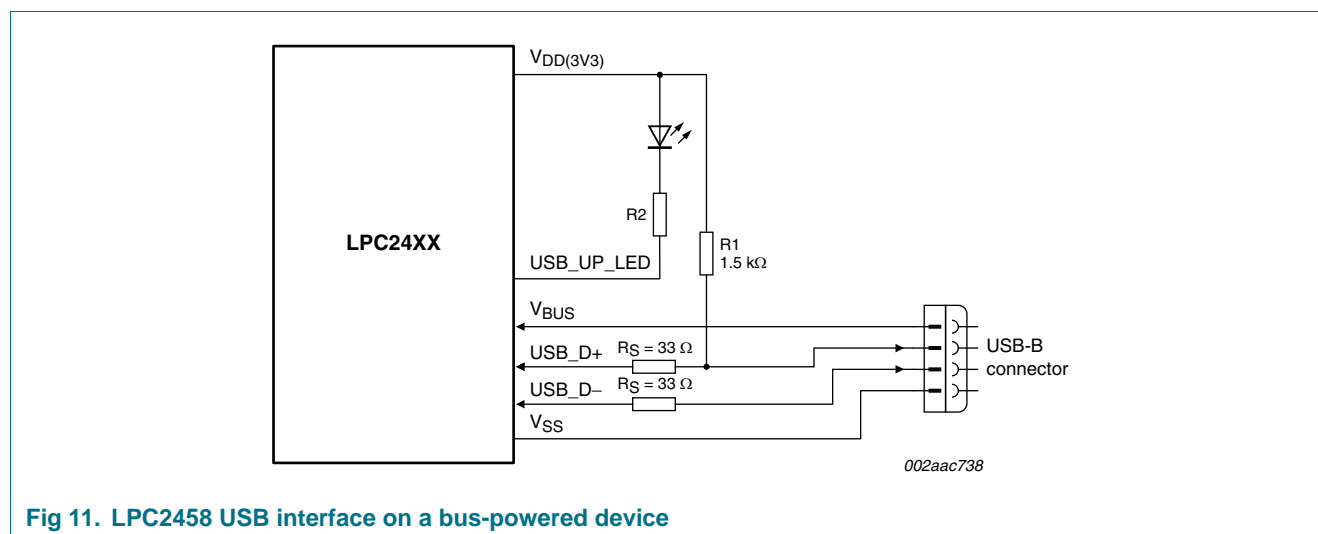 VDD(3V3)
R2
LPC24XX
R1
1.5 kΩ
USB_UP_LED
VBUS
USB-B
connector
USB_D+
RS = 33 Ω
USB_D−
RS = 33 Ω
VSS
002aac738
Fig 11. LPC2458 USB interface on a bus-powered device